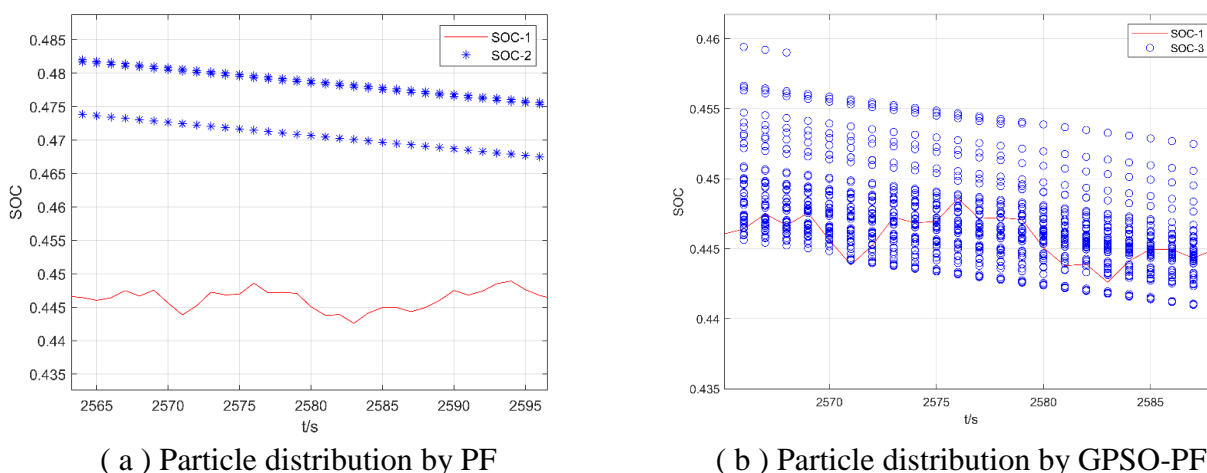 0.485
0.48
0.475
0.47
0.465
0.46
0.455
0.45
0.445
0.44
0.435
SOC
2565 2570 2575 2580 2585 2590 2595
t/s
SOC-1
SOC-2
( a ) Particle distribution by PF
0.46
0.455
0.45
0.445
0.44
0.435
SOC
2570 2575 2580 2585
t/s
SOC-1
SOC-3
( b ) Particle distribution by GPSO-PF